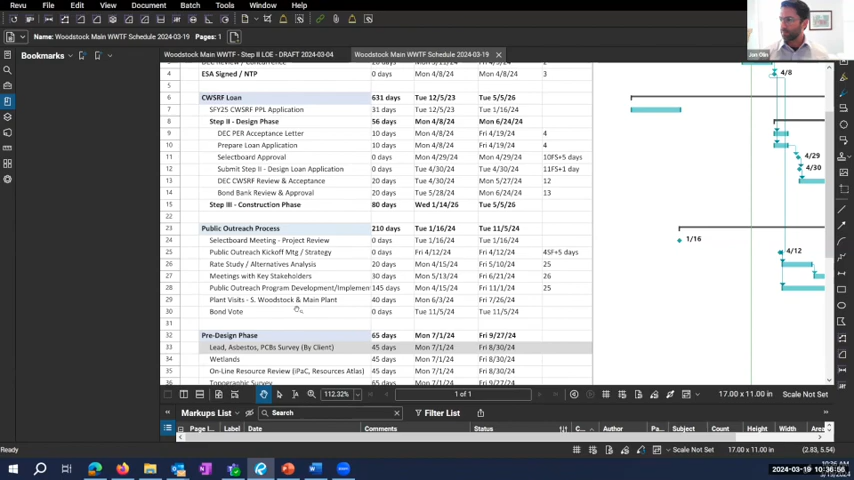 Revu File Edit View Document Batch Tools Window Help
Name: Woodstock Main WWTF Schedule 2024-03-19 Pages: 1
Bookmarks
Woodstock Main WWTF - Step II LOE - DRAFT 2024-03-04 Woodstock Main WWTF Schedule 2024-03-19
Jon Olin
4 ESA Signed / NTP 0 days Mon 4/8/24 Mon 4/8/24 3 4/8
6 CWSRF Loan 631 days Tue 12/5/23 Tue 5/5/26
7 SFY25 CWSRF PPL Application 31 days Tue 12/5/23 Tue 1/16/24
8 Step II - Design Phase 56 days Mon 4/8/24 Mon 6/24/24
9 DEC PER Acceptance Letter 10 days Mon 4/8/24 Fri 4/19/24 4
10 Prepare Loan Application 10 days Mon 4/8/24 Fri 4/19/24 4
11 Selectboard Approval 0 days Mon 4/29/24 Mon 4/29/24 10FS+5 days 4/29
12 Submit Step II - Design Loan Application 0 days Tue 4/30/24 Tue 4/30/24 11FS+1 day 4/30
13 DEC CWSRF Review & Acceptance 20 days Tue 4/30/24 Mon 5/27/24 12
14 Bond Bank Review & Approval 20 days Tue 5/28/24 Mon 6/24/24 13
15 Step III - Construction Phase 80 days Wed 1/14/26 Tue 5/5/26
22
23 Public Outreach Process 210 days Tue 1/16/24 Tue 11/5/24
24 Selectboard Meeting - Project Review 0 days Tue 1/16/24 Tue 1/16/24 1/16
25 Public Outreach Kickoff Mtg / Strategy 0 days Fri 4/12/24 Fri 4/12/24 4SF+5 days 4/12
26 Rate Study / Alternatives Analysis 20 days Mon 4/15/24 Fri 5/10/24 25
27 Meetings with Key Stakeholders 30 days Mon 5/13/24 Fri 6/21/24 26
28 Public Outreach Program Development/Implemen 145 days Mon 4/15/24 Fri 11/1/24 25
29 Plant Visits - S. Woodstock & Main Plant 40 days Mon 6/3/24 Fri 7/26/24
30 Bond Vote 0 days Tue 11/5/24 Tue 11/5/24
31
32 Pre-Design Phase 65 days Mon 7/1/24 Fri 9/27/24
33 Lead, Asbestos, PCBs Survey (By Client) 45 days Mon 7/1/24 Fri 8/30/24
34 Wetlands 45 days Mon 7/1/24 Fri 8/30/24
35 On-Line Resource Review (iPaC, Resources Atlas) 45 days Mon 7/1/24 Fri 8/30/24
36 Topographic Survey
112.32% 1 of 1 17.00 x 11.00 in Scale Not Set
Markups List Search Filter List
Page I... Label Date Comments Status C... Author Pa... Subject Count Height Width Area
Scale Not Set 17.00 x 11.00 in (2.83, 5.54)
2024-03-19 10:36:56